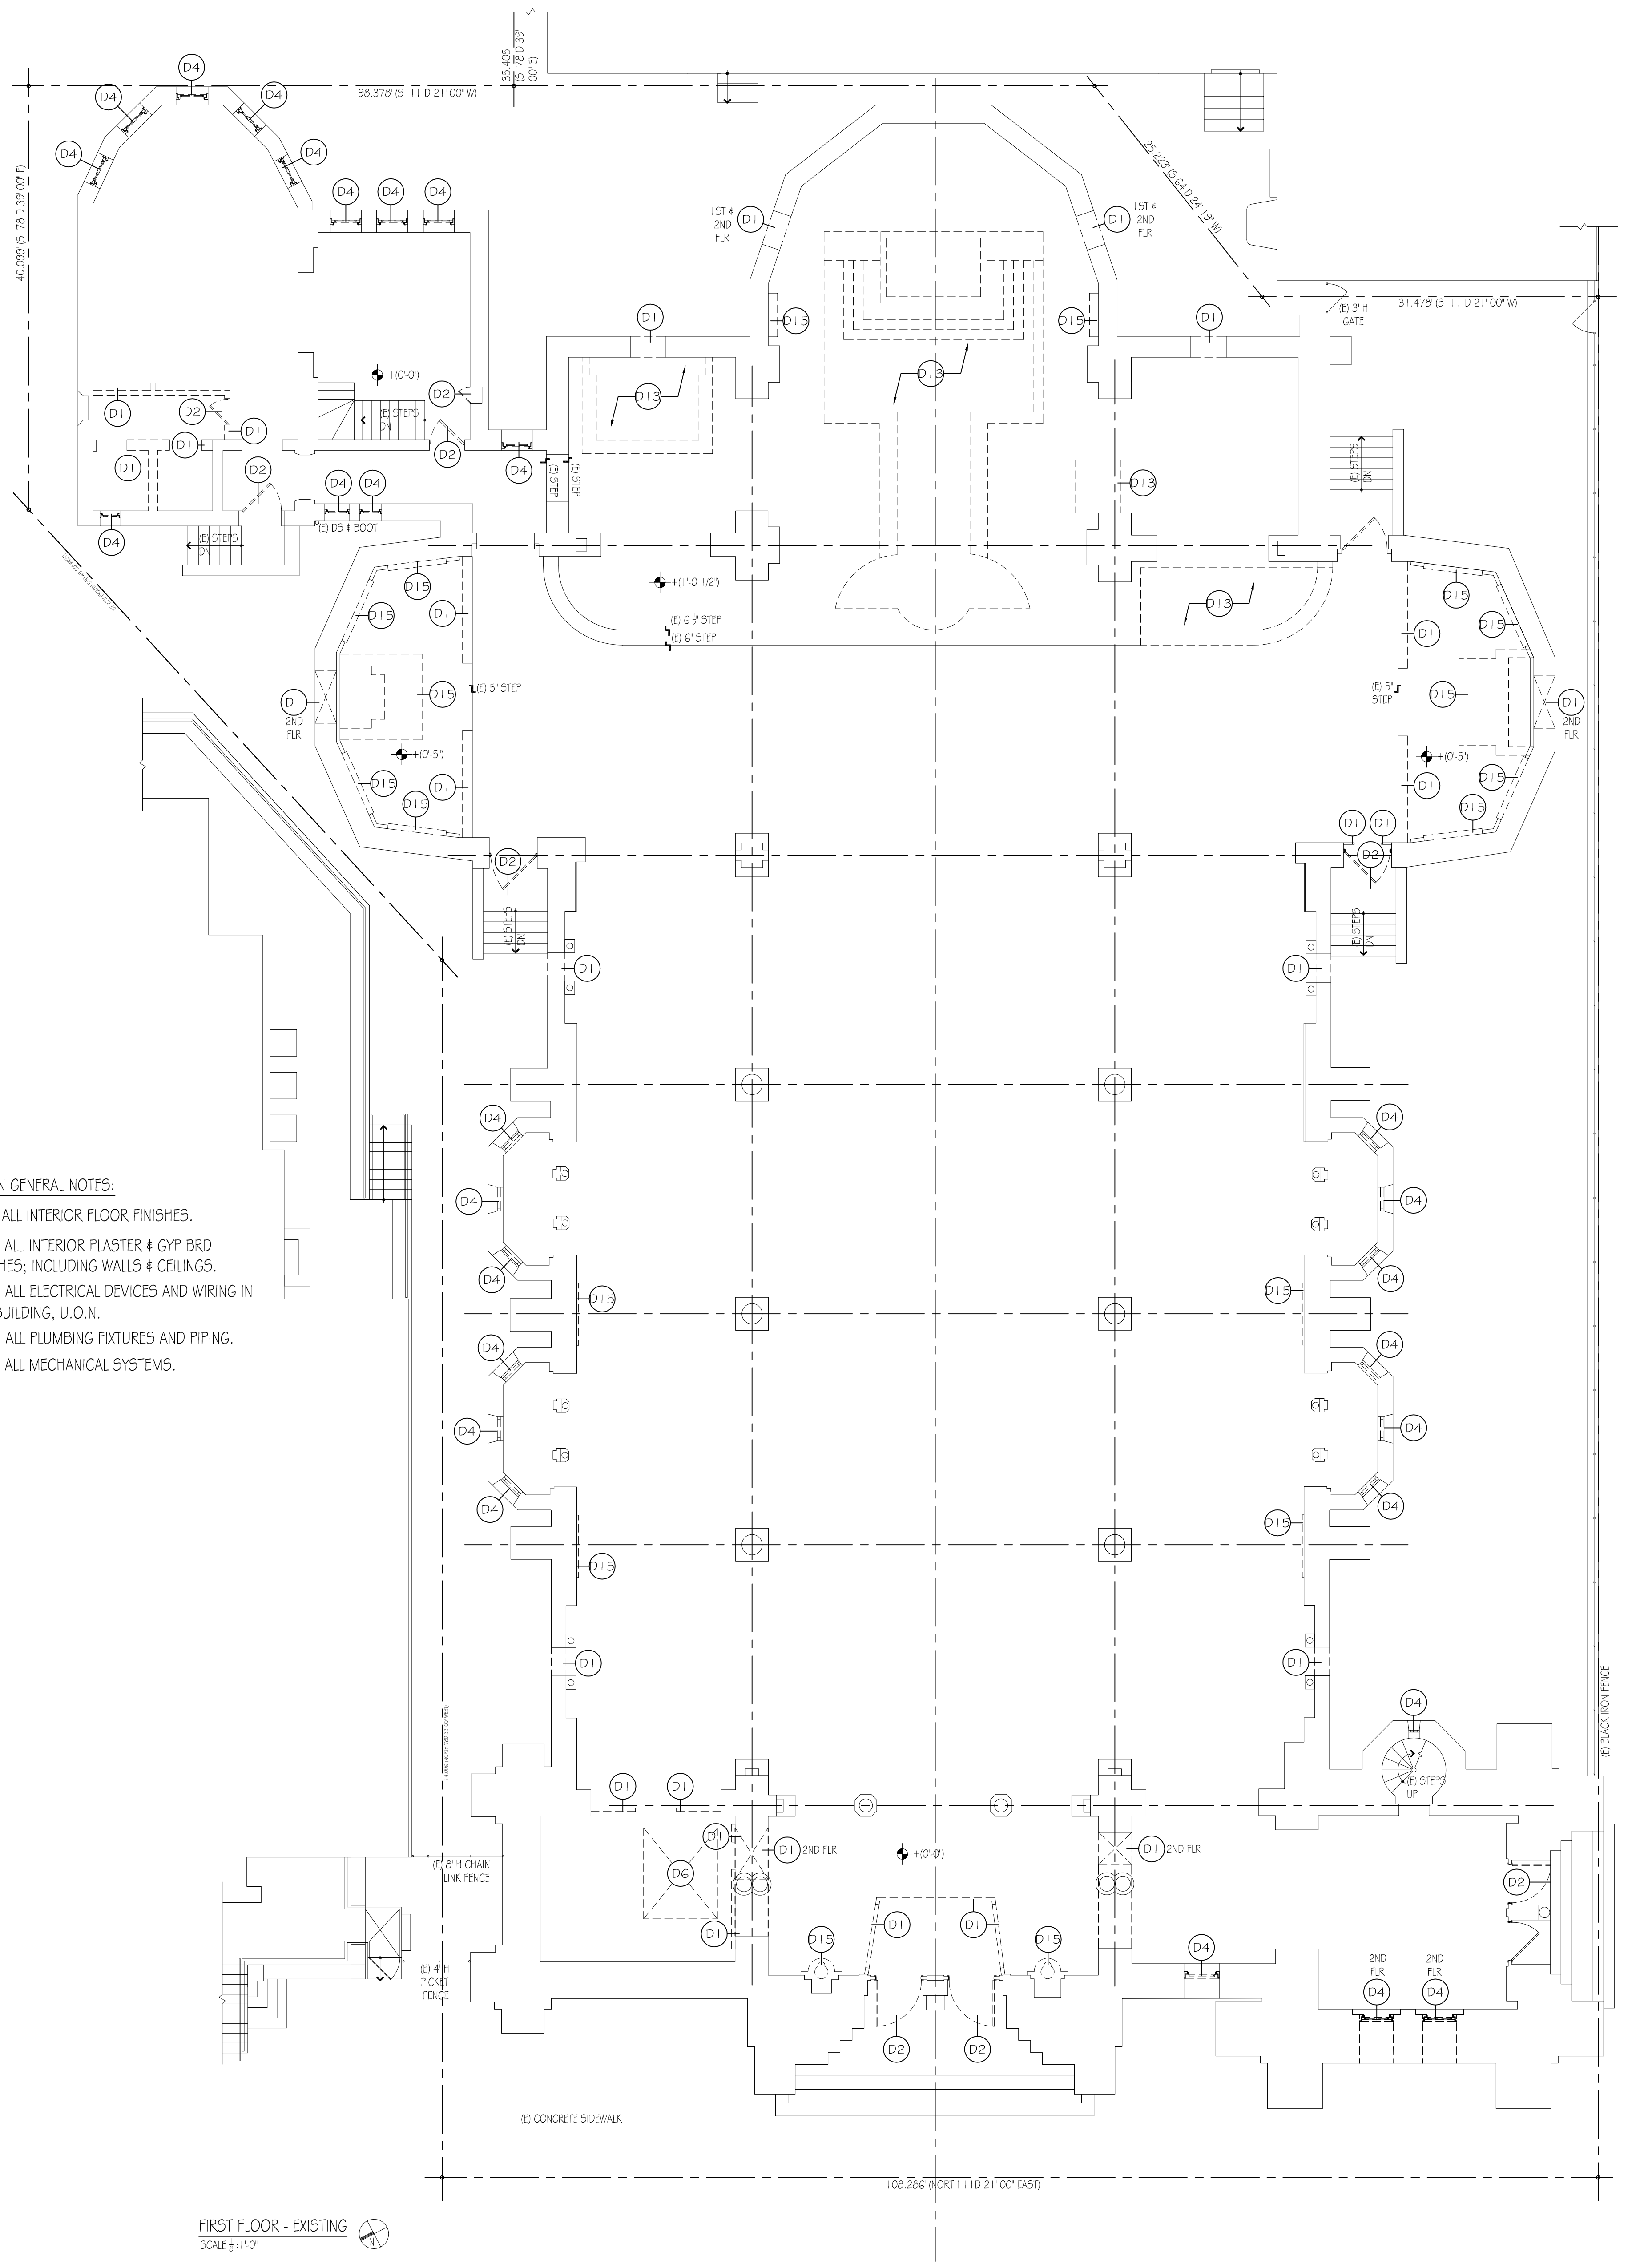 35.405'
(S 78 D 39'
00" E)
98.378' (S 11 D 21' 00" W)
D4
D4
D4
D4
D4
25.223' (S 64 D 24' 19" W)
40.099' (S 78 D 39' 00" E)
D4
D4
D4
1ST &
2ND
FLR
D1
D1
1ST &
2ND
FLR
31.478' (S 11 D 21' 00" W)
(E) 3' H
GATE
D1
D15
D15
D1
+(0'-0")
D13
D13
D2
D1
D2
D1
(E) STEPS
DN
D1
D2
D4
D1
D2
(E) STEP
(E) STEP
(E) STEPS
DN
D4
D4
D13
(E) DS & BOOT
D4
(E) STEPS
DN
D15
+(1'-0 1/2")
D15
D15
D1
D13
D15
D1
(E) 6 ½" STEP
(E) 6" STEP
D1
2ND
FLR
D15
(E) 5" STEP
(E) 5"
STEP
D15
D1
2ND
FLR
+(0'-5")
+(0'-5")
D15
D1
D15
D1
D15
D15
D2
D1
D1
D2
(E) STEPS
DN
(E) STEPS
DN
D1
D1
D4
D4
D4
D4
N GENERAL NOTES:
ALL INTERIOR FLOOR FINISHES.
ALL INTERIOR PLASTER & GYP BRD
HES; INCLUDING WALLS & CEILINGS.
ALL ELECTRICAL DEVICES AND WIRING IN
BUILDING, U.O.N.
E ALL PLUMBING FIXTURES AND PIPING.
ALL MECHANICAL SYSTEMS.
D4
D4
D15
D15
D4
D4
D4
D4
D4
D4
D15
D15
D1
D1
(E) BLACK IRON FENCE
D4
(E) STEPS
UP
D1
D1
D1
D1
2ND FLR
+(0'-0")
D1
2ND FLR
(E) 8' H CHAIN
LINK FENCE
D6
D2
D1
D1
D1
D15
D15
D4
(E) 4' H
PICKET
FENCE
2ND
FLR
D4
2ND
FLR
D4
D2
D2
(E) CONCRETE SIDEWALK
108.286' (NORTH 11D 21' 00" EAST)
FIRST FLOOR - EXISTING
SCALE ⅛":1'-0"
N